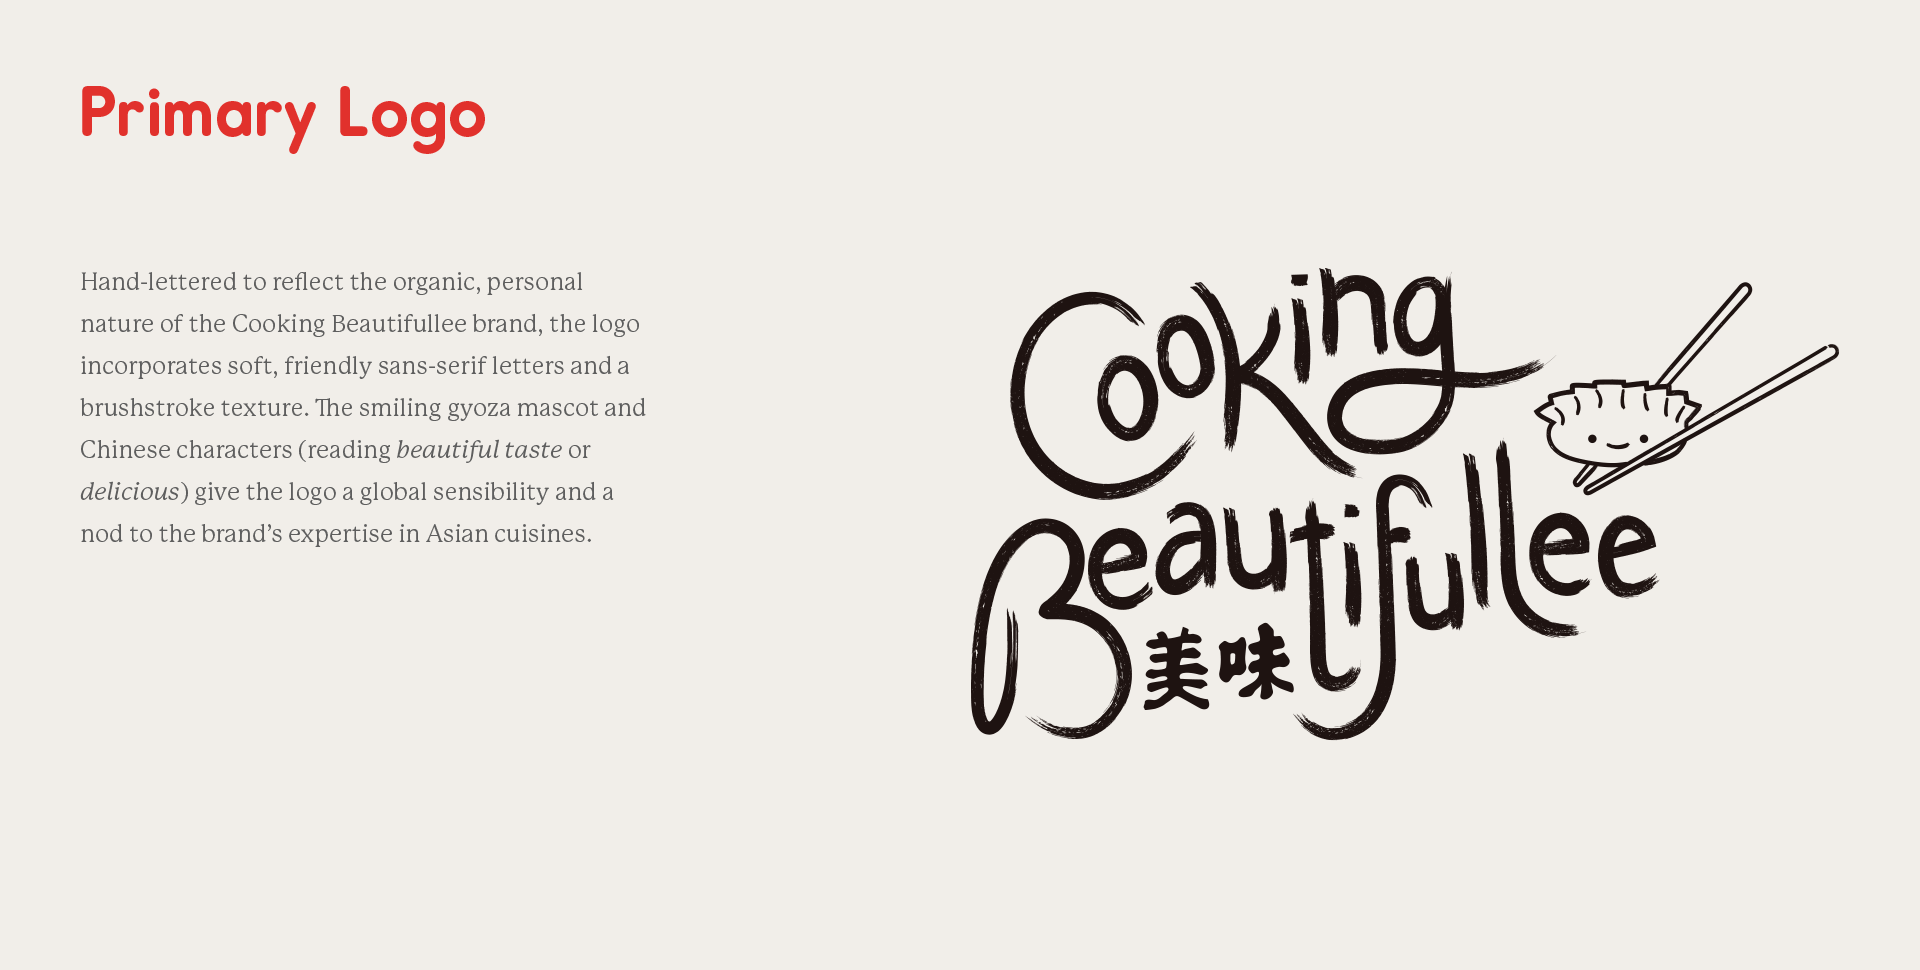 Primary Logo
Hand-lettered to reflect the organic, personal
nature of the Cooking Beautifullee brand, the logo
incorporates soft, friendly sans-serif letters and a
brushstroke texture. The smiling gyoza mascot and
Chinese characters (reading beautiful taste or
delicious) give the logo a global sensibility and a
nod to the brand’s expertise in Asian cuisines.
Cooking
Beautifullee
美味